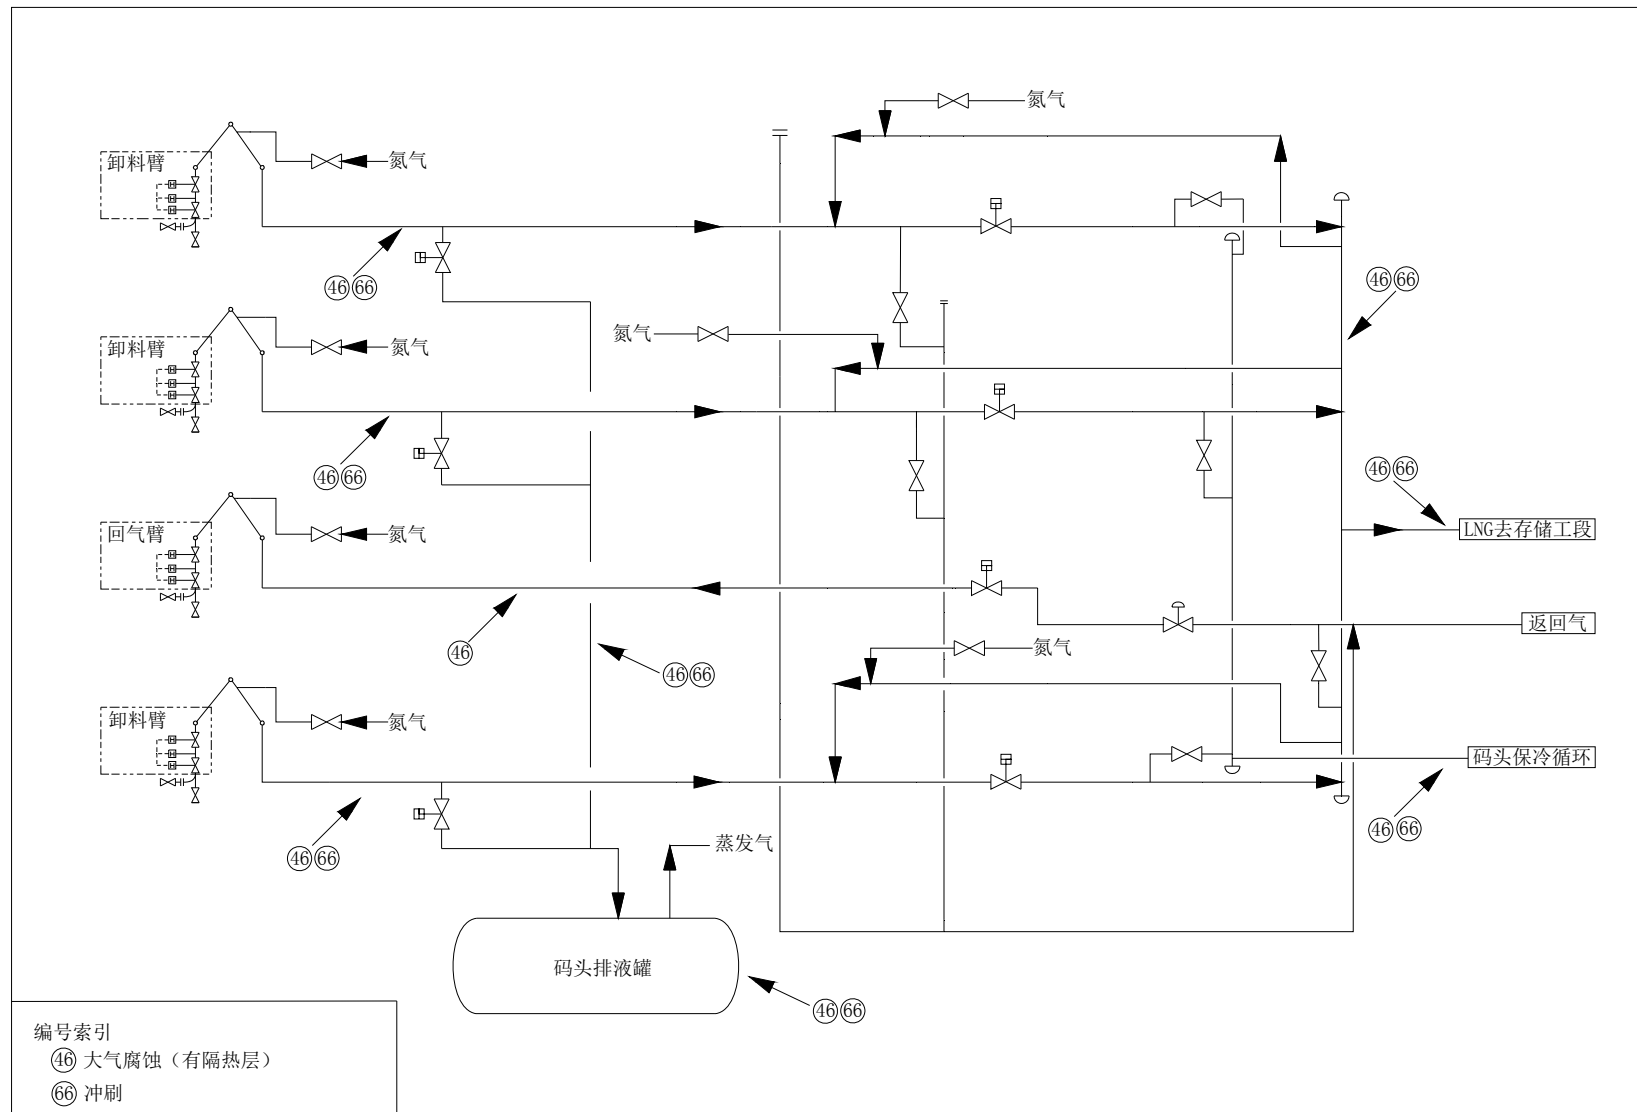 氮气
卸料臂
氮气
㊻ 66
46 66
氮气
卸料臂
氮气
46 66
46 66
回气臂
氮气
LNG去存储工段
返回气
46
氮气
46 66
卸料臂
氮气
码头保冷循环
46 66
蒸发气
46 66
码头排液罐
46 66
编号索引
46 大气腐蚀（有隔热层）
66 冲刷